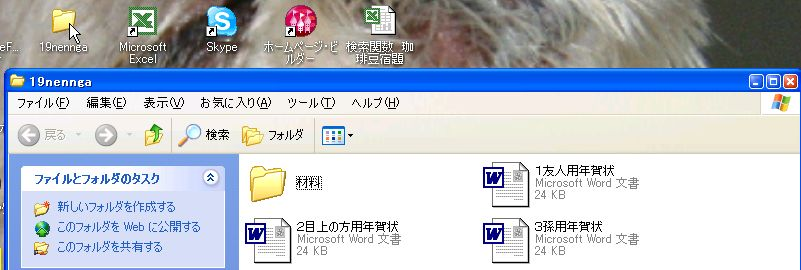 eF...
19nennga
Microsoft
Excel
Skype
ホームページ・ビ
ルダー
検索関数_珈
琲豆宿題
19nennga
ファイル(F) 編集(E) 表示(V) お気に入り(A) ツール(T) ヘルプ(H)
戻る 検索 フォルダ
ファイルとフォルダのタスク
新しいフォルダを作成する
このフォルダを Web に公開する
このフォルダを共有する
材料
1友人用年賀状
Microsoft Word 文書
24 KB
2目上の方用年賀状
Microsoft Word 文書
24 KB
3孫用年賀状
Microsoft Word 文書
24 KB